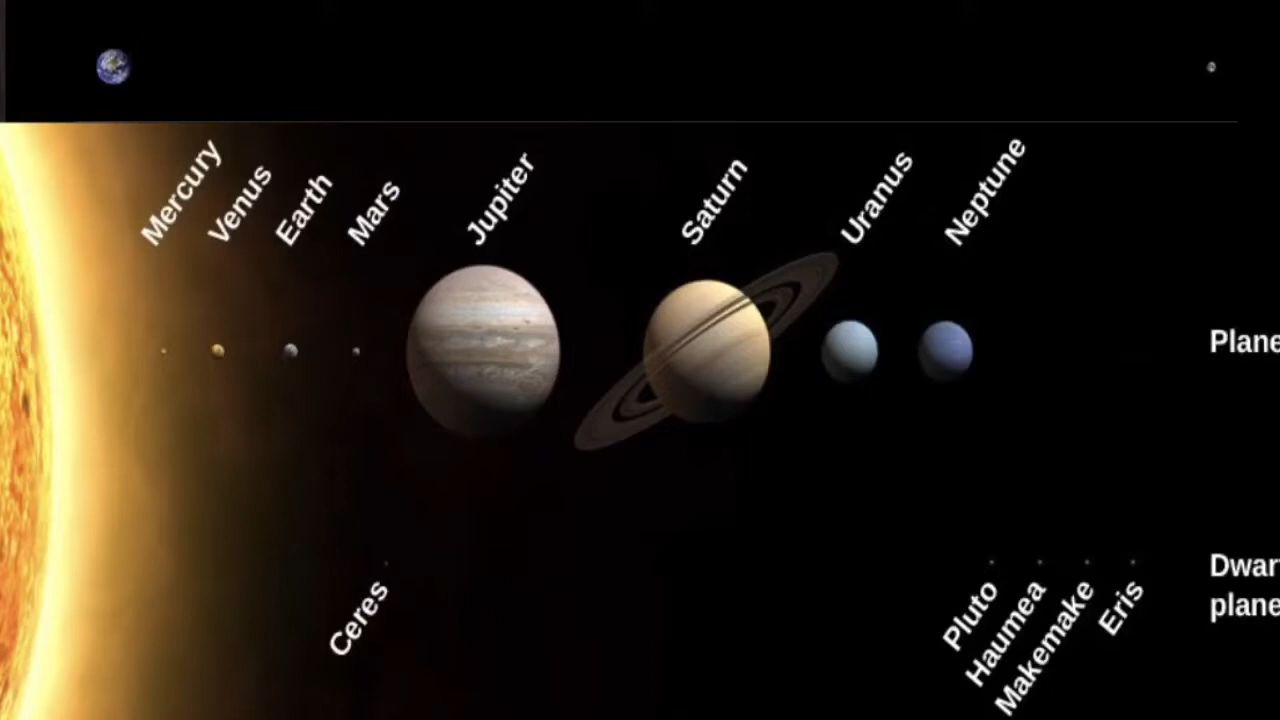 Mercury
Venus
Earth
Mars
Jupiter
Saturn
Uranus
Neptune
Plane
Ceres
Pluto
Haumea
Makemake
Eris
Dwar
plane